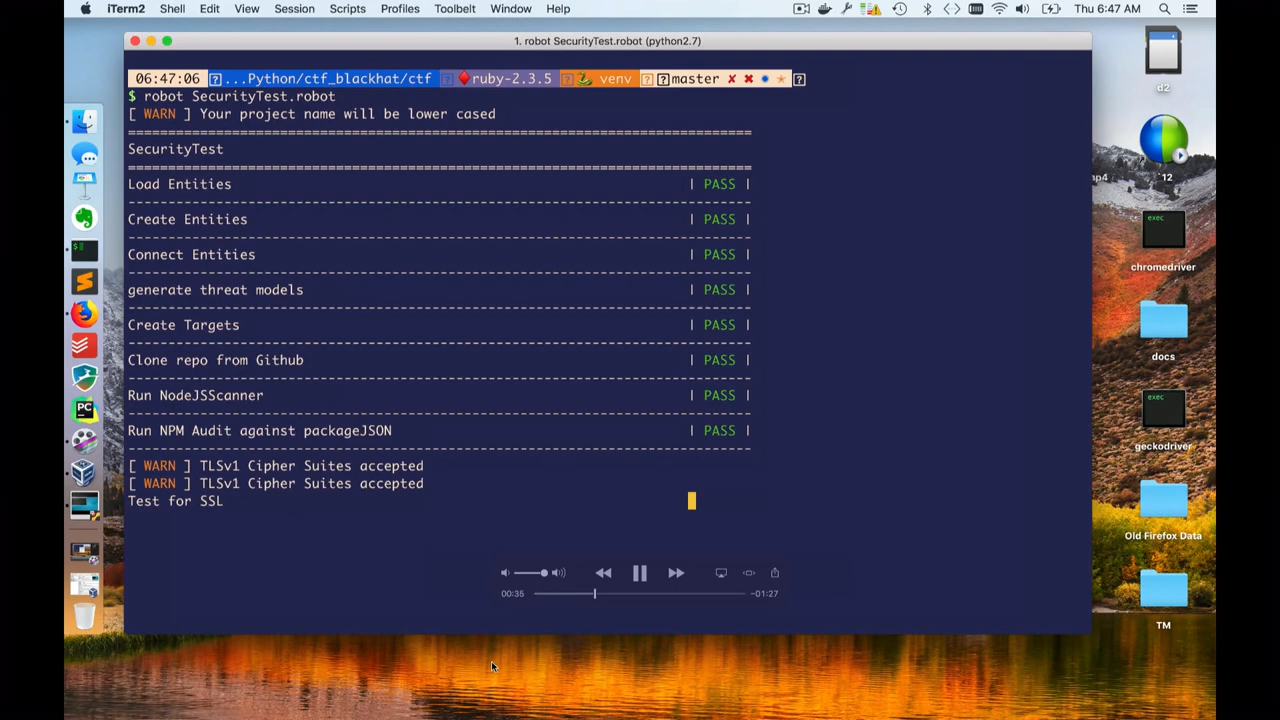 iTerm2 Shell Edit View Session Scripts Profiles Toolbelt Window Help Thu 6:47 AM
1. robot SecurityTest.robot (python2.7)
06:47:06 ...Python/ctf_blackhat/ctf ruby-2.3.5 venv master
$ robot SecurityTest.robot
[ WARN ] Your project name will be lower cased
==============================================================================
SecurityTest
==============================================================================
Load Entities | PASS |
------------------------------------------------------------------------------
Create Entities | PASS |
------------------------------------------------------------------------------
Connect Entities | PASS |
------------------------------------------------------------------------------
generate threat models | PASS |
------------------------------------------------------------------------------
Create Targets | PASS |
------------------------------------------------------------------------------
Clone repo from Github | PASS |
------------------------------------------------------------------------------
Run NodeJSScanner | PASS |
------------------------------------------------------------------------------
Run NPM Audit against packageJSON | PASS |
------------------------------------------------------------------------------
[ WARN ] TLSv1 Cipher Suites accepted
[ WARN ] TLSv1 Cipher Suites accepted
Test for SSL
00:35 -01:27
d2
mp4
12
exec
chromedriver
docs
exec
geckodriver
Old Firefox Data
TM
PC